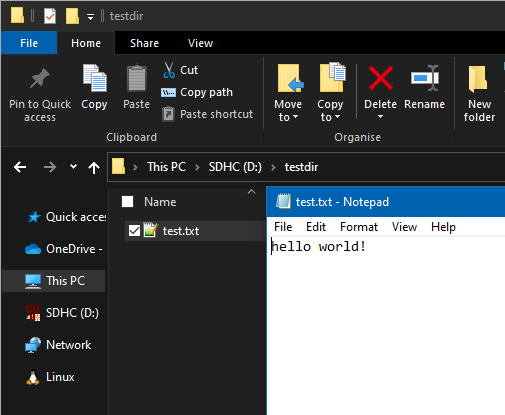 testdir
File Home Share View
Pin to Quick access
Copy
Paste
Cut
Copy path
Paste shortcut
Clipboard
Move to
Copy to
Delete
Rename
Organise
New folder
This PC > SDHC (D:) > testdir
Name
test.txt
Quick acces
OneDrive -
This PC
SDHC (D:)
Network
Linux
test.txt - Notepad
File Edit Format View Help
hello world!